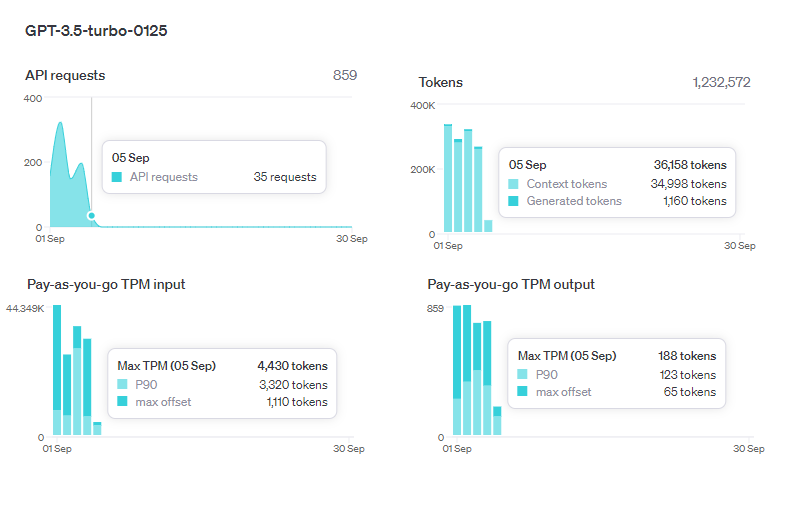 GPT-3.5-turbo-0125
API requests 859
400
200
0
01 Sep 30 Sep
05 Sep
API requests 35 requests
Tokens 1,232,572
400K
200K
0
01 Sep 30 Sep
05 Sep 36,158 tokens
Context tokens 34,998 tokens
Generated tokens 1,160 tokens
Pay-as-you-go TPM input
44.349K
0
01 Sep 30 Sep
Max TPM (05 Sep) 4,430 tokens
P90 3,320 tokens
max offset 1,110 tokens
Pay-as-you-go TPM output
859
0
01 Sep 30 Sep
Max TPM (05 Sep) 188 tokens
P90 123 tokens
max offset 65 tokens